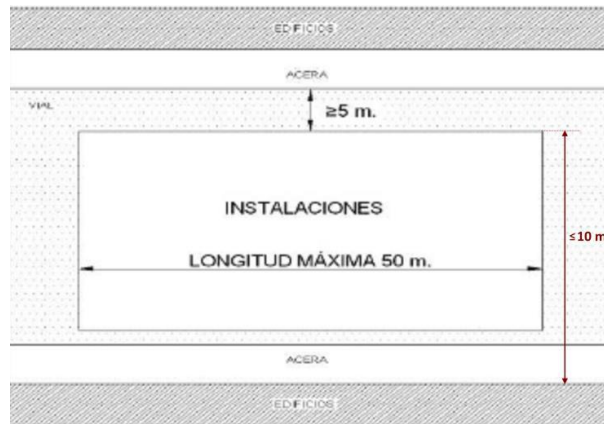 EDIFICIOS
ACERA
VIAL
≥5 m.
INSTALACIONES
≤10 m
LONGITUD MÁXIMA 50 m.
ACERA
EDIFICIOS